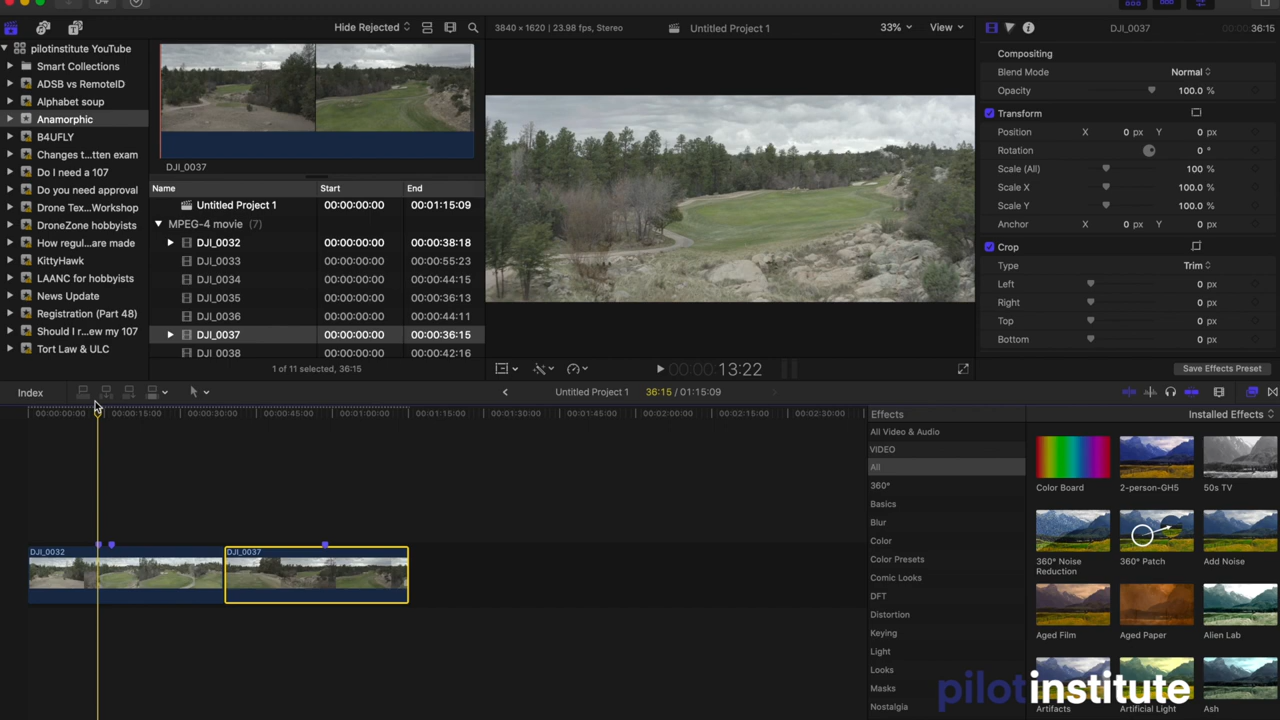 Hide Rejected
3840 × 1620 | 23.98 fps, Stereo
Untitled Project 1
33%
View
DJI_0037
00:00:36:15
pilotinstitute YouTube
Smart Collections
ADSB vs RemoteID
Alphabet soup
Anamorphic
B4UFLY
Changes t...tten exam
Do I need a 107
Do you need approval
Drone Tex...Workshop
DroneZone hobbyists
How regul...are made
KittyHawk
LAANC for hobbyists
News Update
Registration (Part 48)
Should I r...ew my 107
Tort Law & ULC
DJI_0037
Name Start End
Untitled Project 1 00:00:00:00 00:01:15:09
MPEG-4 movie (7)
DJI_0032 00:00:00:00 00:00:38:18
DJI_0033 00:00:00:00 00:00:55:23
DJI_0034 00:00:00:00 00:00:44:15
DJI_0035 00:00:00:00 00:00:36:13
DJI_0036 00:00:00:00 00:00:44:11
DJI_0037 00:00:00:00 00:00:36:15
DJI_0038 00:00:00:00 00:00:42:16
1 of 11 selected, 36:15
00:00:13:22
Compositing
Blend Mode Normal
Opacity 100.0 %
Transform
Position X 0 px Y 0 px
Rotation 0 °
Scale (All) 100 %
Scale X 100.0 %
Scale Y 100.0 %
Anchor X 0 px Y 0 px
Crop
Type Trim
Left 0 px
Right 0 px
Top 0 px
Bottom 0 px
Save Effects Preset
Index
Untitled Project 1 36:15 / 01:15:09
00:00:00:00 00:00:15:00 00:00:30:00 00:00:45:00 00:01:00:00 00:01:15:00 00:01:30:00 00:01:45:00 00:02:00:00 00:02:15:00 00:02:30:00
DJI_0032
DJI_0037
Effects
Installed Effects
All Video & Audio
VIDEO
All
360°
Basics
Blur
Color
Color Presets
Comic Looks
DFT
Distortion
Keying
Light
Looks
Masks
Nostalgia
Color Board
2-person-GH5
50s TV
360° Noise Reduction
360° Patch
Add Noise
Aged Film
Aged Paper
Alien Lab
Artifacts
Artificial Light
Ash
pilotinstitute